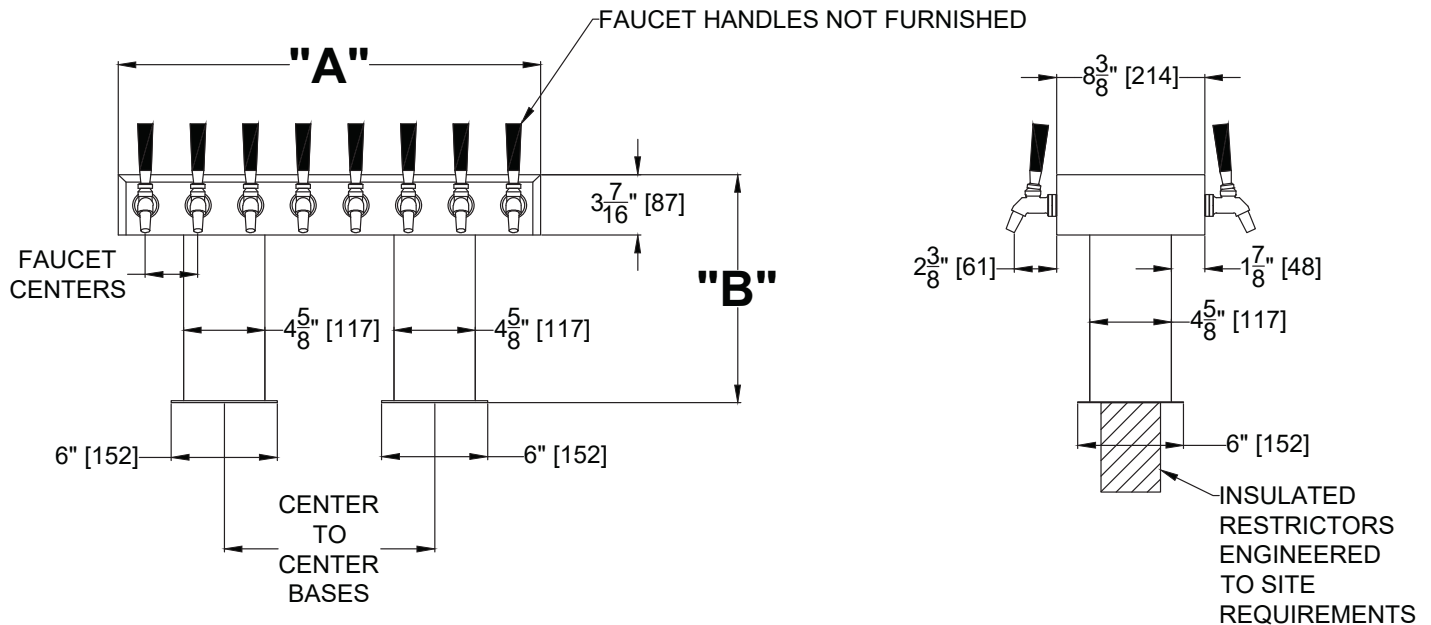 FAUCET HANDLES NOT FURNISHED
"A"
8 3/8" [214]
3 7/16" [87]
FAUCET
CENTERS
"B"
2 3/8" [61]
1 7/8" [48]
4 5/8" [117]
4 5/8" [117]
4 5/8" [117]
6" [152]
6" [152]
6" [152]
CENTER
TO
CENTER
BASES
INSULATED
RESTRICTORS
ENGINEERED
TO SITE
REQUIREMENTS